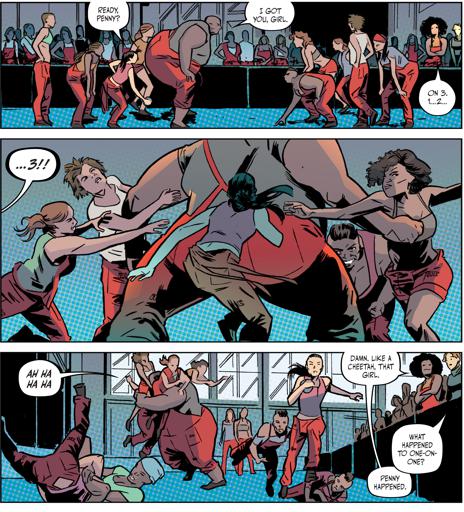 READY,
PENNY?
I GOT
YOU, GIRL.
ON 3.
1...2...
...3!!
AH HA
HA HA
DAMN, LIKE A
CHEETAH, THAT
GIRL.
WHAT
HAPPENED
TO ONE-ON-
ONE?
PENNY
HAPPENED.